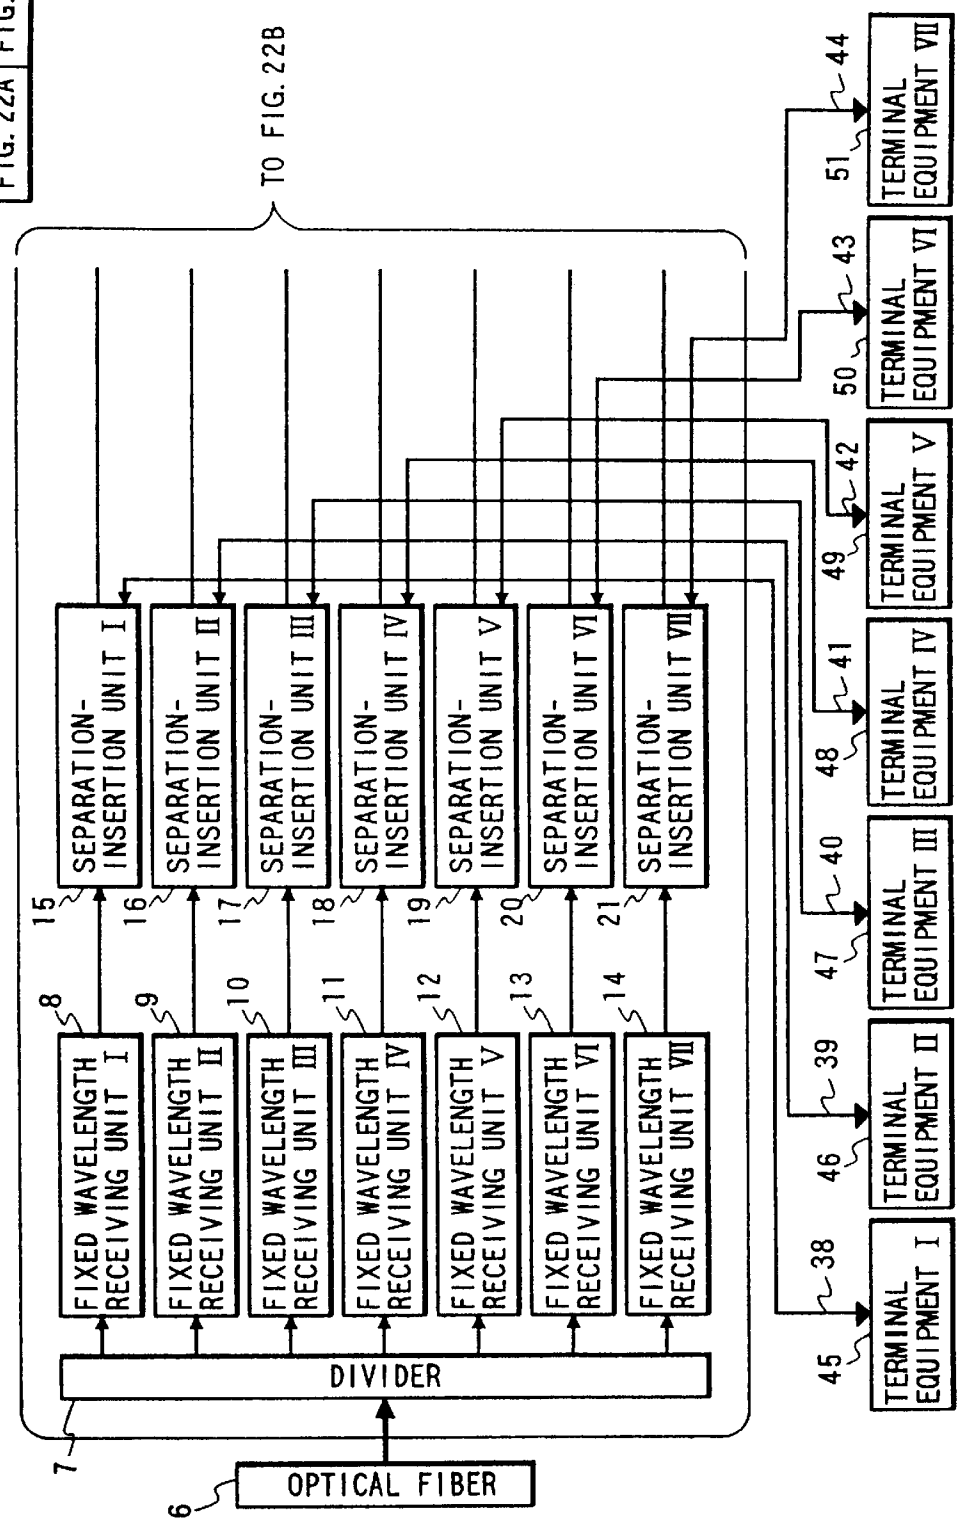 FIG. 22A FIG.
TO FIG. 22B
6
OPTICAL FIBER
7
DIVIDER
8
FIXED WAVELENGTH
RECEIVING UNIT I
9
FIXED WAVELENGTH
RECEIVING UNIT II
10
FIXED WAVELENGTH
RECEIVING UNIT III
11
FIXED WAVELENGTH
RECEIVING UNIT IV
12
FIXED WAVELENGTH
RECEIVING UNIT V
13
FIXED WAVELENGTH
RECEIVING UNIT VI
14
FIXED WAVELENGTH
RECEIVING UNIT VII
15
SEPARATION-
INSERTION UNIT I
16
SEPARATION-
INSERTION UNIT II
17
SEPARATION-
INSERTION UNIT III
18
SEPARATION-
INSERTION UNIT IV
19
SEPARATION-
INSERTION UNIT V
20
SEPARATION-
INSERTION UNIT VI
21
SEPARATION-
INSERTION UNIT VII
45
38
TERMINAL
EQUIPMENT I
46
39
TERMINAL
EQUIPMENT II
47
40
TERMINAL
EQUIPMENT III
48
41
TERMINAL
EQUIPMENT IV
49
42
TERMINAL
EQUIPMENT V
50
43
TERMINAL
EQUIPMENT VI
51
44
TERMINAL
EQUIPMENT VII